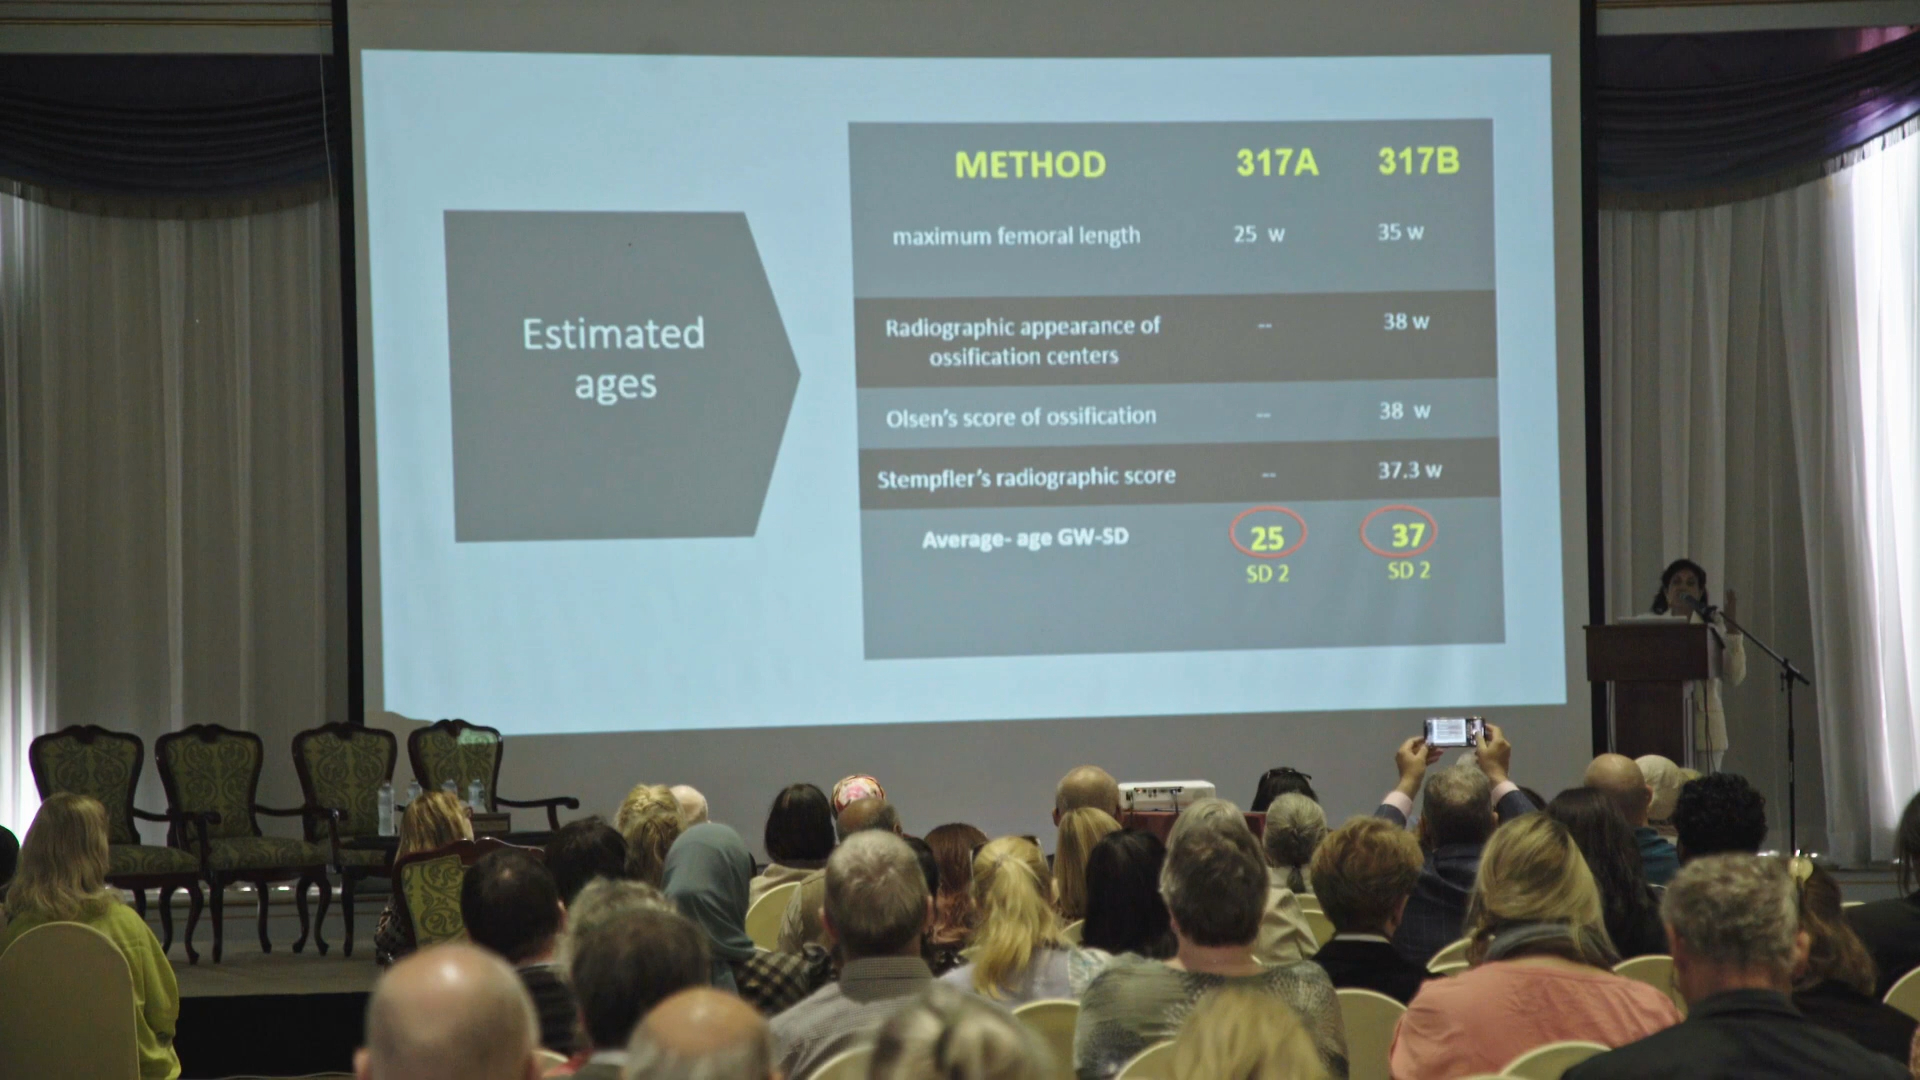 Estimated
ages
METHOD 317A 317B
maximum femoral length 25 w 35 w
Radiographic appearance of
ossification centers -- 38 w
Olsen's score of ossification -- 38 w
Stempfler's radiographic score -- 37.3 w
Average- age GW-SD 25 37
SD 2 SD 2